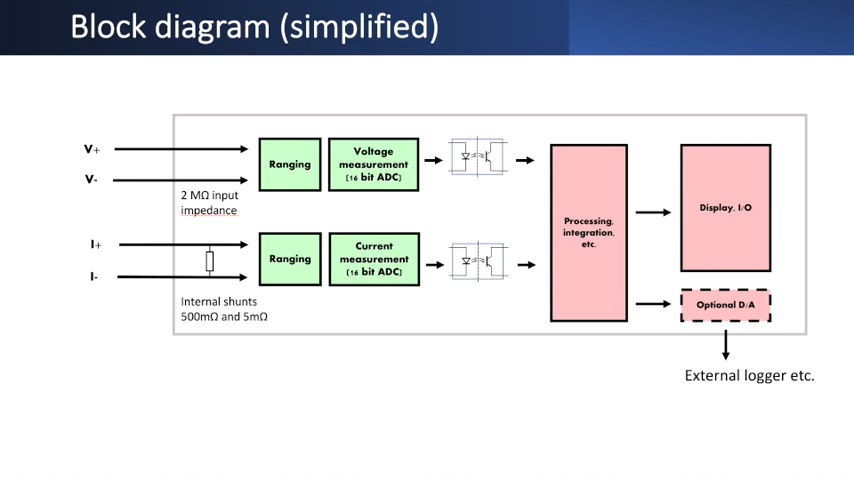 Block diagram (simplified)
V+
V-
2 MΩ input
impedance
Ranging
Voltage
measurement
(16 bit ADC)
I+
I-
Internal shunts
500mΩ and 5mΩ
Ranging
Current
measurement
(16 bit ADC)
Processing,
integration,
etc.
Display, I/O
Optional D/A
External logger etc.